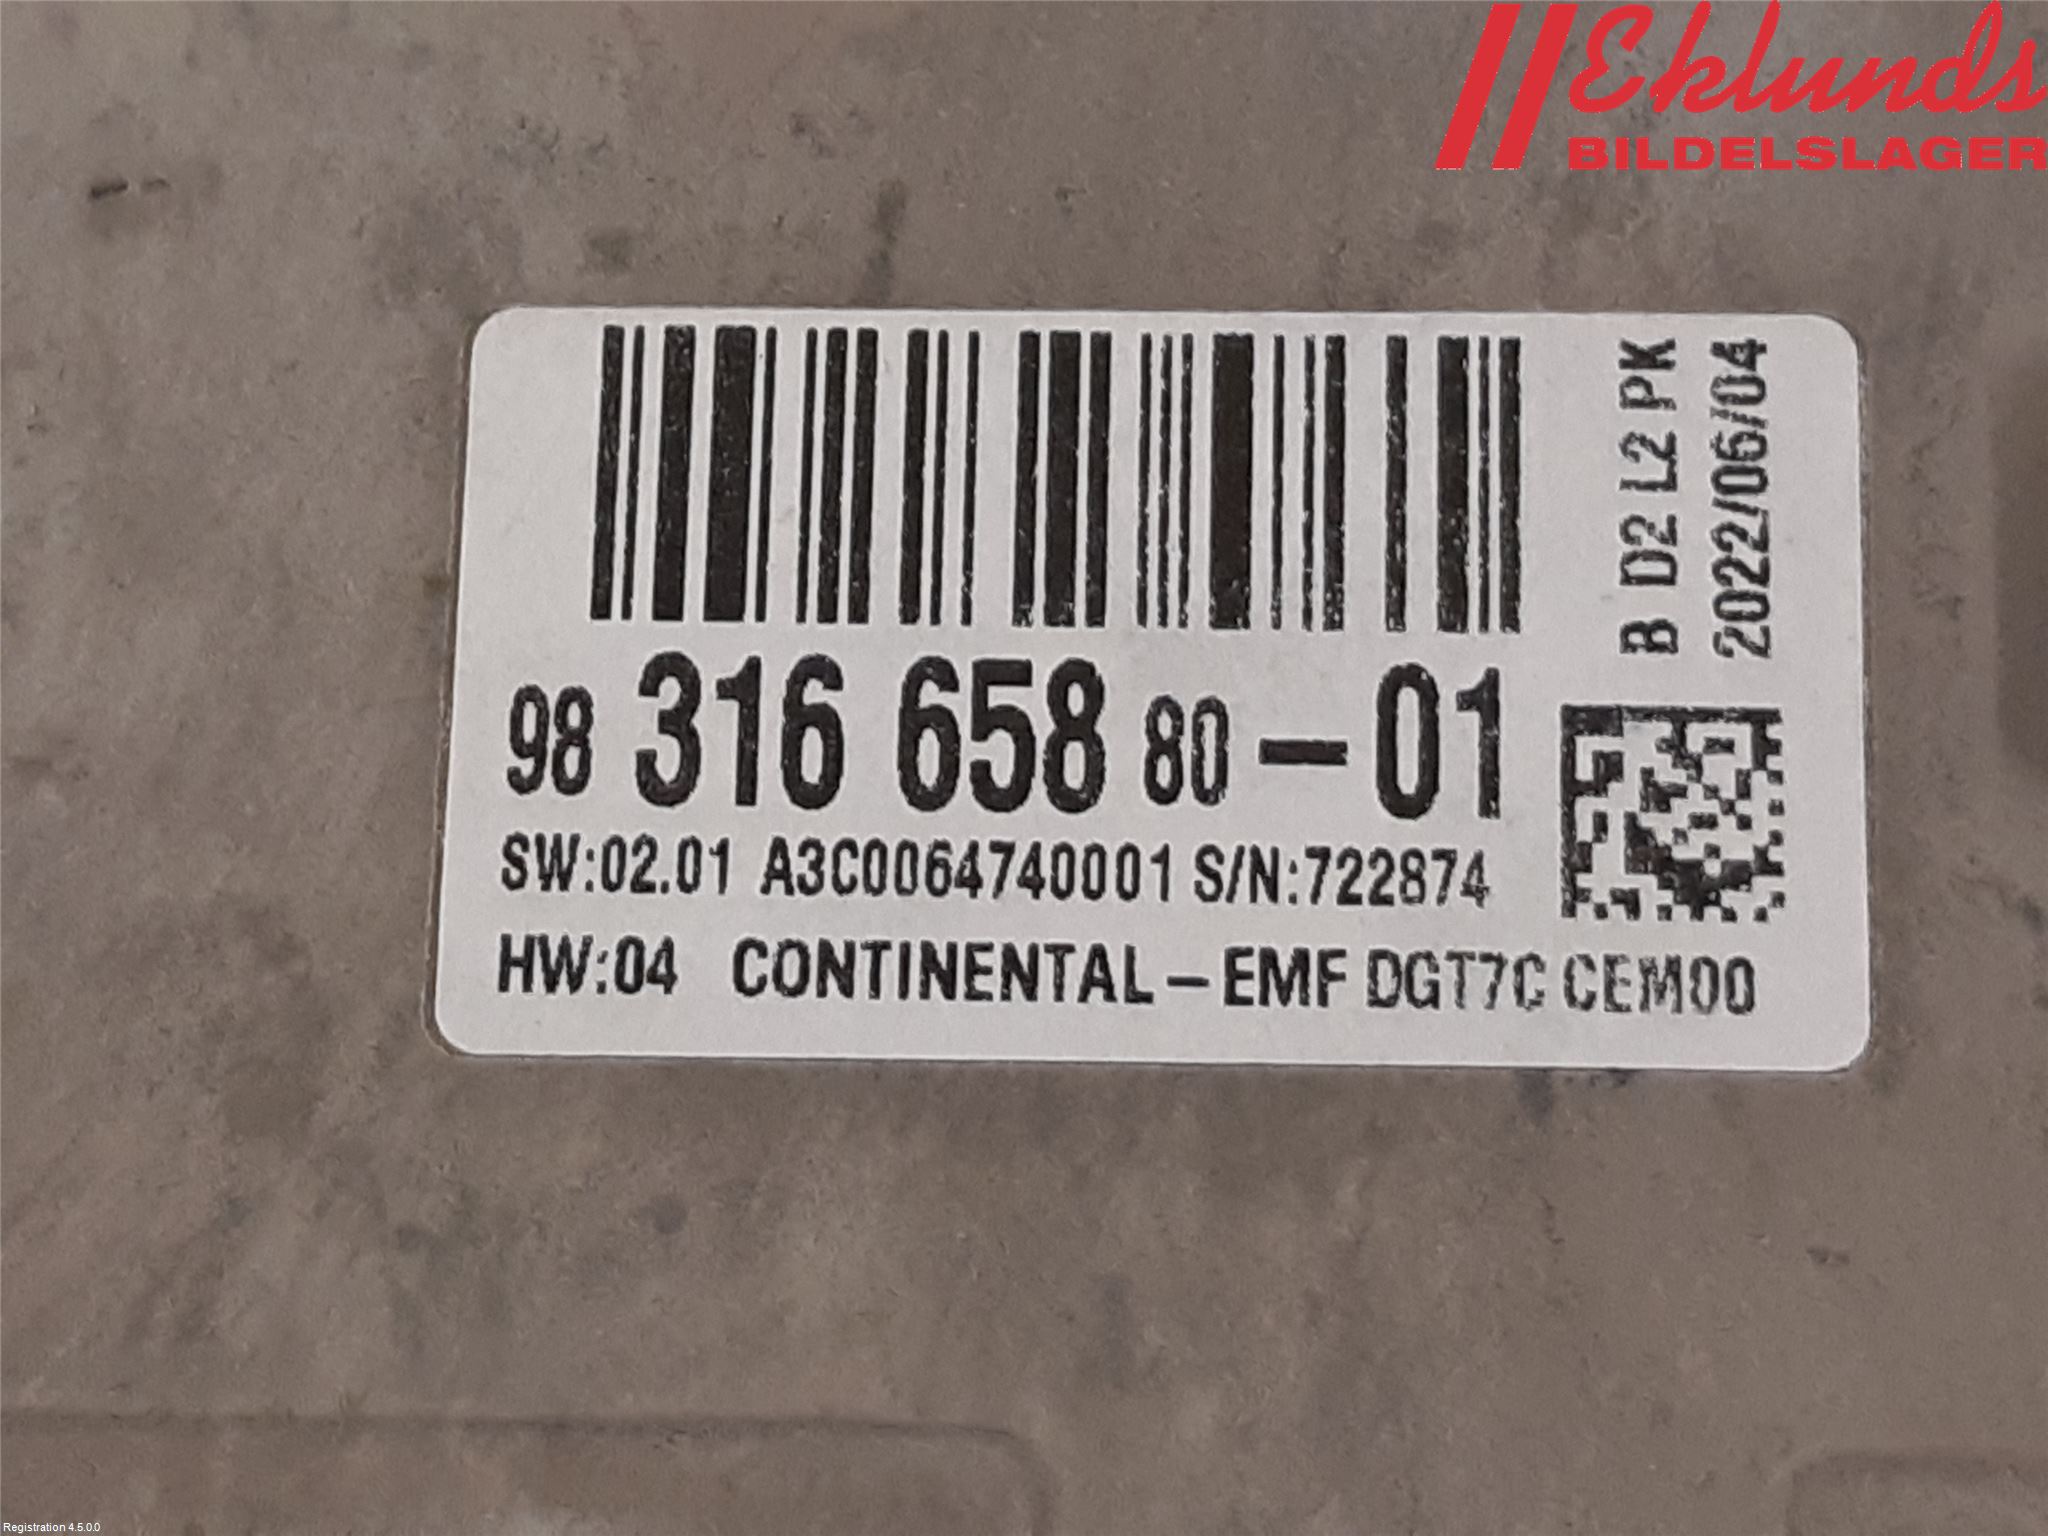 Eklunds
BILDELSLAGER
B D2 L2 PK
2022/06/04
98 316 658 80-01
SW:02.01 A3C0064740001 S/N:722874
HW:04 CONTINENTAL-EMF DGT7C CEM00
Registration 4.5.0.0